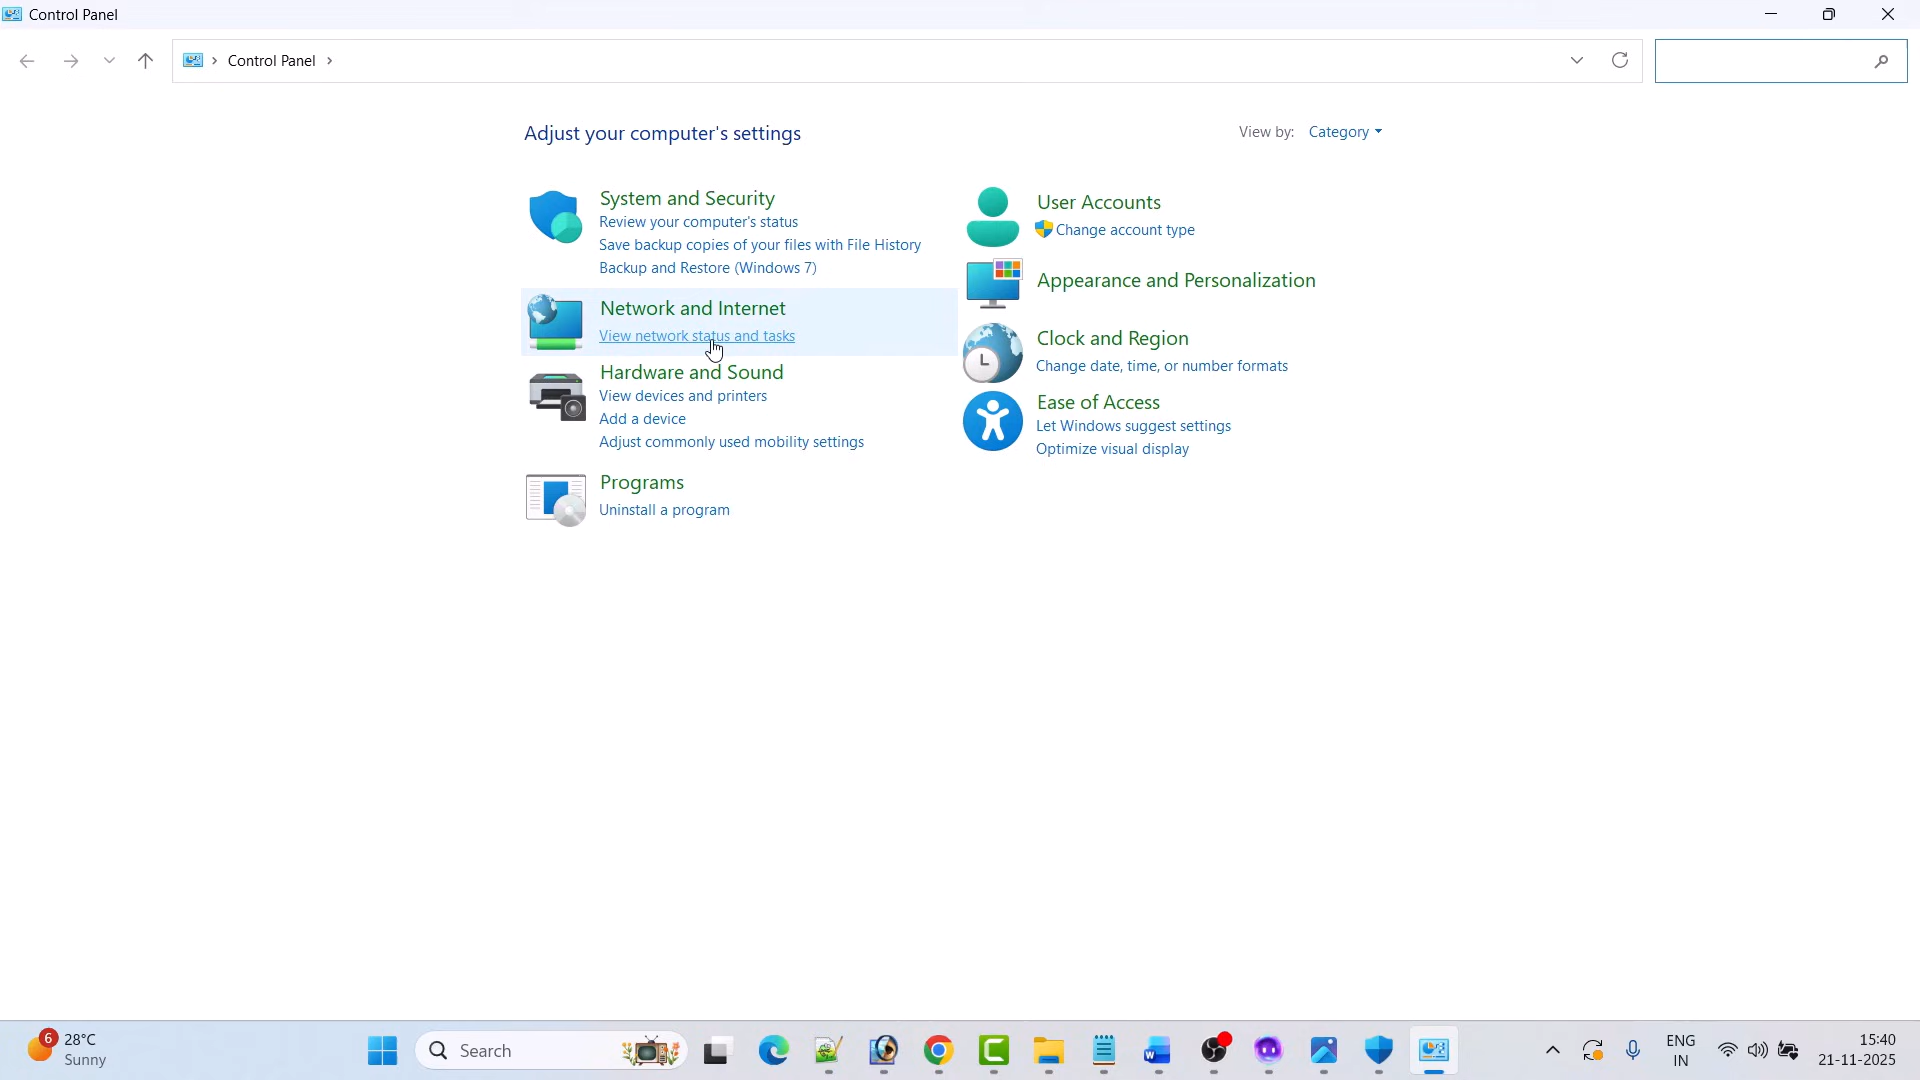 Control Panel
Control Panel
Adjust your computer's settings
View by: Category
System and Security
Review your computer's status
Save backup copies of your files with File History
Backup and Restore (Windows 7)
Network and Internet
View network status and tasks
Hardware and Sound
View devices and printers
Add a device
Adjust commonly used mobility settings
Programs
Uninstall a program
User Accounts
Change account type
Appearance and Personalization
Clock and Region
Change date, time, or number formats
Ease of Access
Let Windows suggest settings
Optimize visual display
6
28°C
Sunny
Search
ENG
IN
15:40
21-11-2025